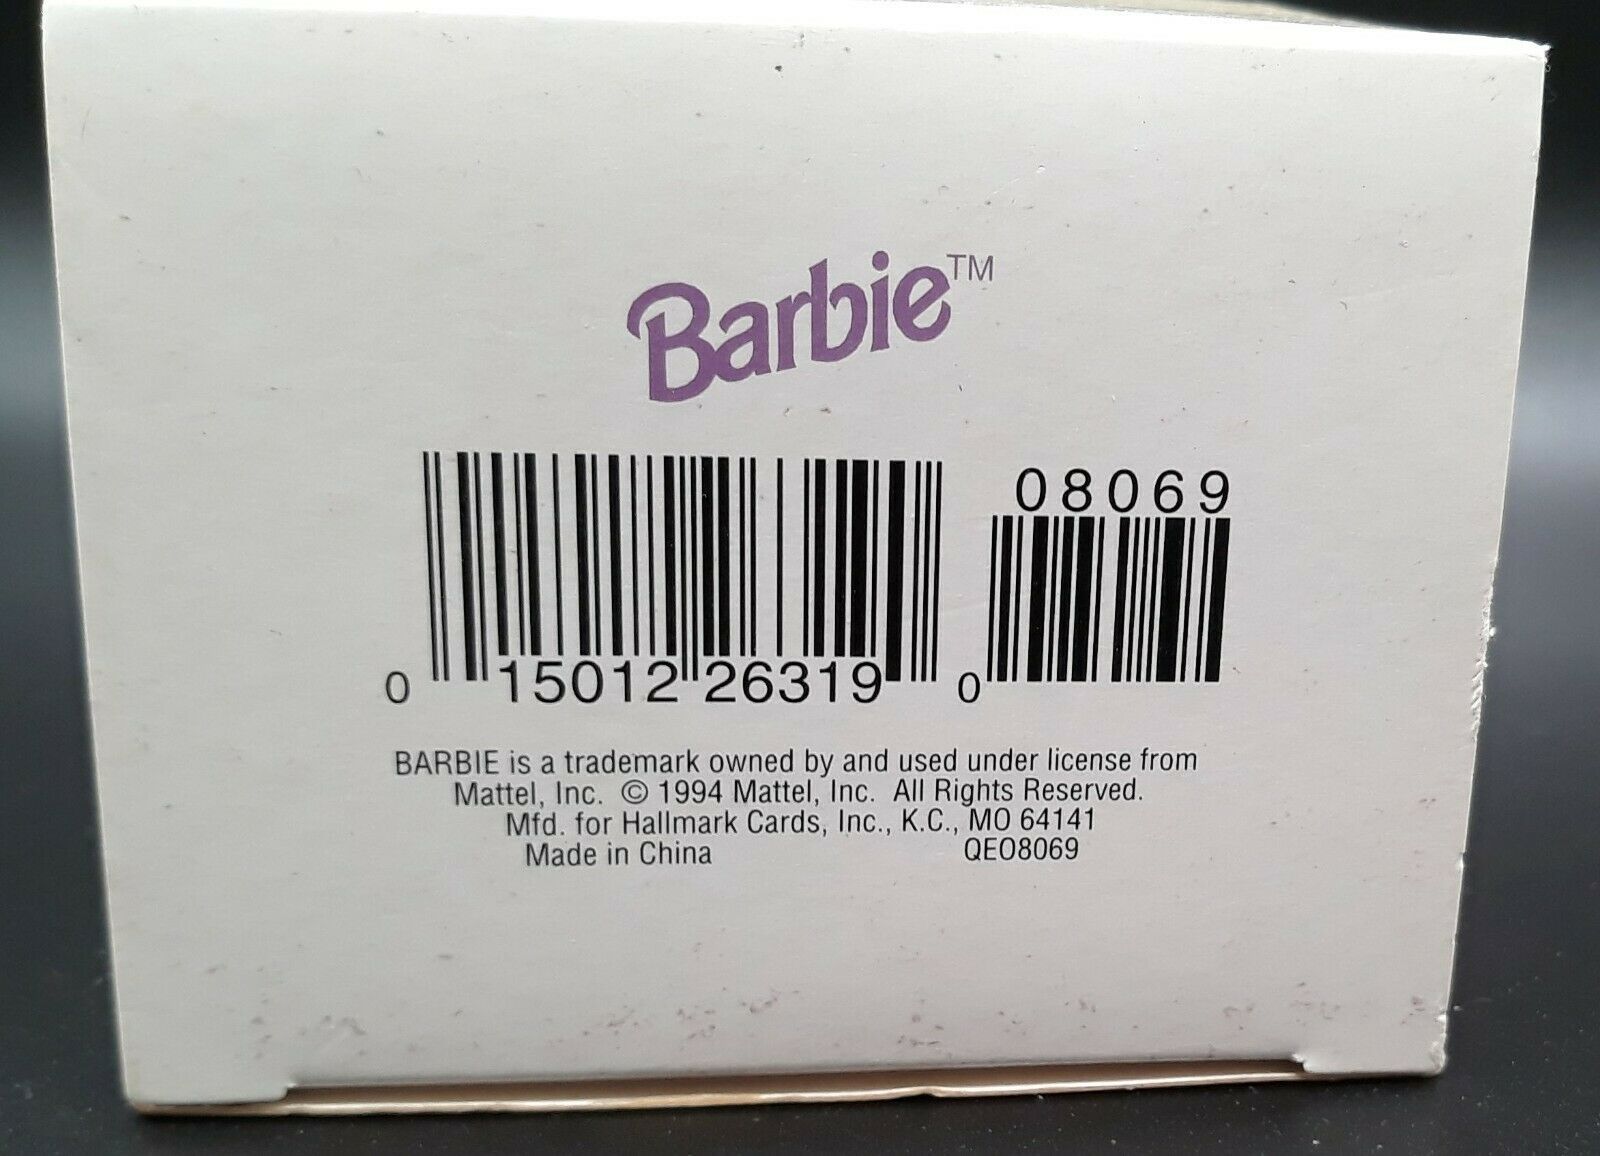 Barbie™
08069
0 15012 26319 0
BARBIE is a trademark owned by and used under license from
Mattel, Inc. © 1994 Mattel, Inc. All Rights Reserved.
Mfd. for Hallmark Cards, Inc., K.C., MO 64141
Made in China QEO8069